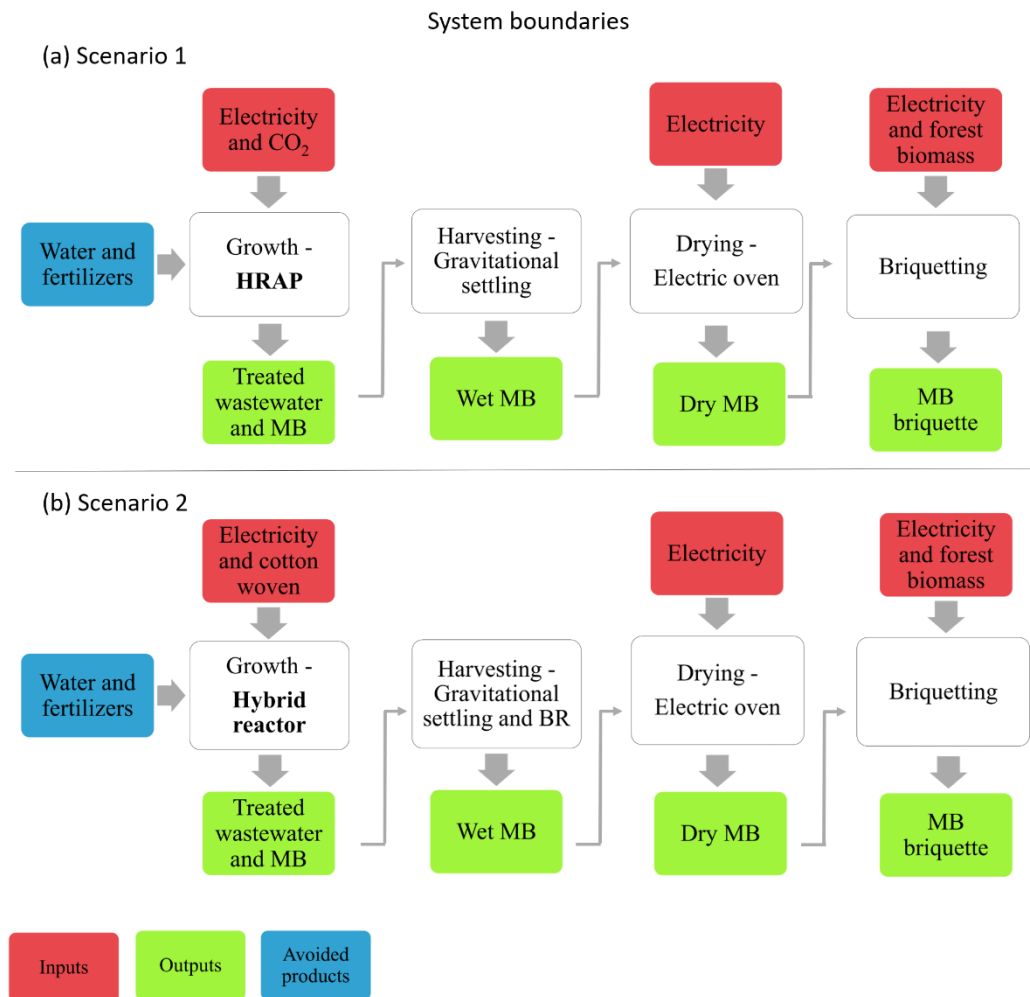 System boundaries
(a) Scenario 1
Electricity
and CO₂
Electricity
Electricity
and forest
biomass
Water and
fertilizers
Growth -
HRAP
Harvesting -
Gravitational
settling
Drying -
Electric oven
Briquetting
Treated
wastewater
and MB
Wet MB
Dry MB
MB
briquette
(b) Scenario 2
Electricity
and cotton
woven
Electricity
Electricity
and forest
biomass
Water and
fertilizers
Growth -
Hybrid
reactor
Harvesting -
Gravitational
settling and BR
Drying -
Electric oven
Briquetting
Treated
wastewater
and MB
Wet MB
Dry MB
MB
briquette
Inputs
Outputs
Avoided
products